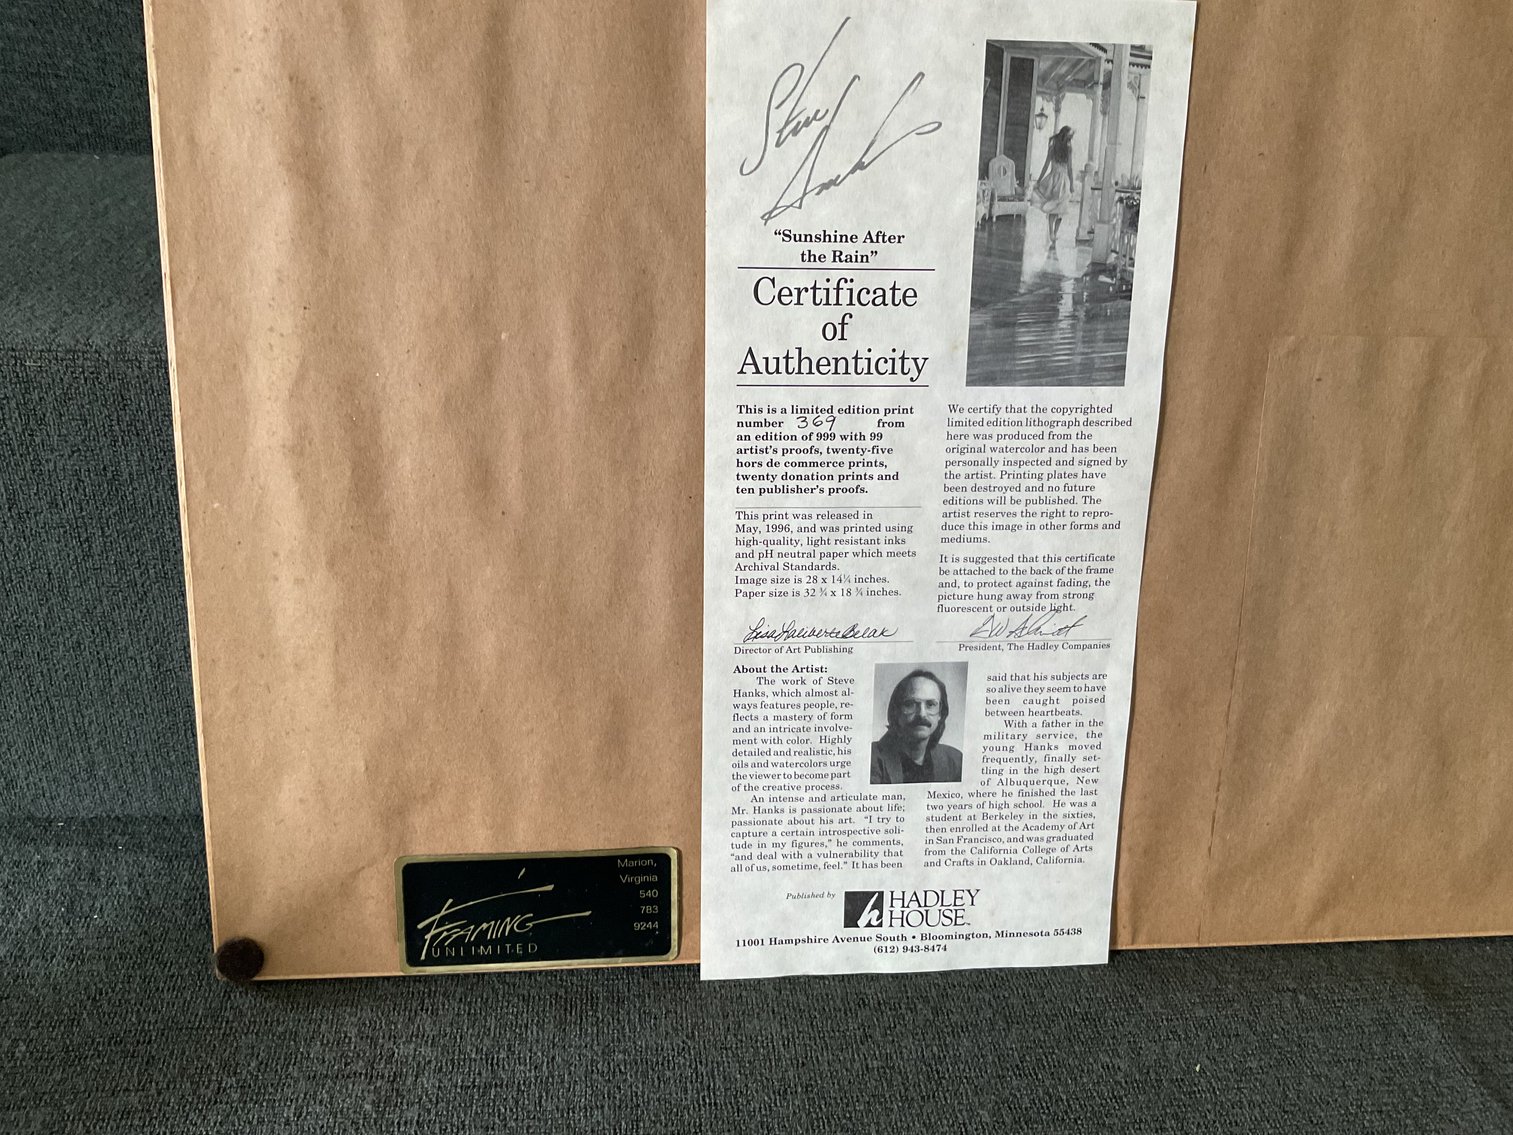 Steve Hanks
“Sunshine After
the Rain”
Certificate
of
Authenticity
This is a limited edition print
number 369 from
an edition of 999 with 99
artist’s proofs, twenty-five
hors de commerce prints,
twenty donation prints and
ten publisher’s proofs.
This print was released in
May, 1996, and was printed using
high-quality, light resistant inks
and pH neutral paper which meets
Archival Standards.
Image size is 28 x 14¼ inches.
Paper size is 32 ¾ x 18 ¾ inches.
We certify that the copyrighted
limited edition lithograph described
here was produced from the
original watercolor and has been
personally inspected and signed by
the artist. Printing plates have
been destroyed and no future
editions will be published. The
artist reserves the right to repro-
duce this image in other forms and
mediums.
It is suggested that this certificate
be attached to the back of the frame
and, to protect against fading, the
picture hung away from strong
fluorescent or outside light.
Lisa Laliberte Belak
Director of Art Publishing
President, The Hadley Companies
About the Artist:
The work of Steve
Hanks, which almost al-
ways features people, re-
flects a mastery of form
and an intricate involve-
ment with color. Highly
detailed and realistic, his
oils and watercolors urge
the viewer to become part
of the creative process.
An intense and articulate man,
Mr. Hanks is passionate about life;
passionate about his art. “I try to
capture a certain introspective soli-
tude in my figures,” he comments,
“and deal with a vulnerability that
all of us, sometime, feel.” It has been
said that his subjects are
so alive they seem to have
been caught poised
between heartbeats.
With a father in the
military service, the
young Hanks moved
frequently, finally set-
tling in the high desert
of Albuquerque, New
Mexico, where he finished the last
two years of high school. He was a
student at Berkeley in the sixties,
then enrolled at the Academy of Art
in San Francisco, and was graduated
from the California College of Arts
and Crafts in Oakland, California.
Published by
h HADLEY
HOUSE™
11001 Hampshire Avenue South • Bloomington, Minnesota 55438
(612) 943-8474
FRAMING
UNLIMITED
Marion,
Virginia
540
783
9244